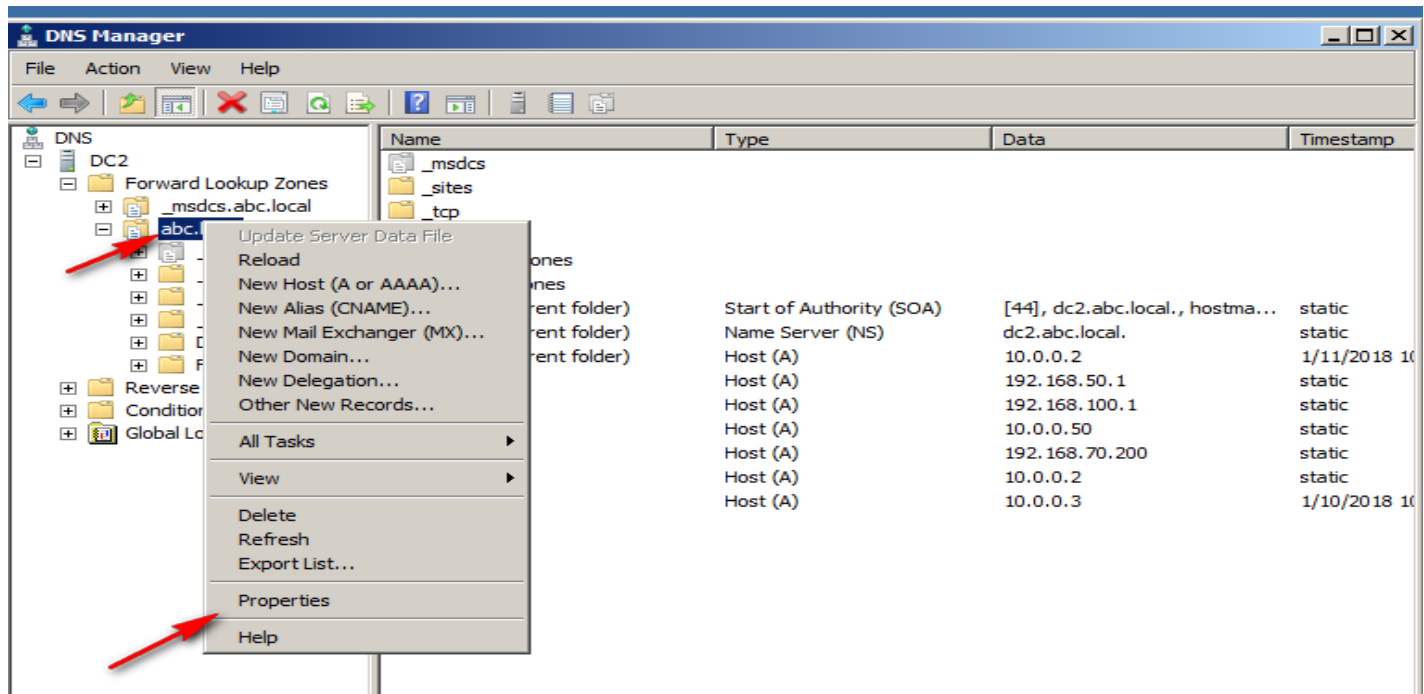 DNS Manager
File Action View Help
DNS
DC2
Forward Lookup Zones
_msdcs.abc.local
abc.l
_
_
_
_
D
F
Reverse
Condition
Global Lo
Update Server Data File
Reload
New Host (A or AAAA)...
New Alias (CNAME)...
New Mail Exchanger (MX)...
New Domain...
New Delegation...
Other New Records...
All Tasks
View
Delete
Refresh
Export List...
Properties
Help
Name Type Data Timestamp
_msdcs
_sites
_tcp
ones
nes
rent folder) Start of Authority (SOA) [44], dc2.abc.local., hostma... static
rent folder) Name Server (NS) dc2.abc.local. static
rent folder) Host (A) 10.0.0.2 1/11/2018 10
Host (A) 192.168.50.1 static
Host (A) 192.168.100.1 static
Host (A) 10.0.0.50 static
Host (A) 192.168.70.200 static
Host (A) 10.0.0.2 static
Host (A) 10.0.0.3 1/10/2018 10